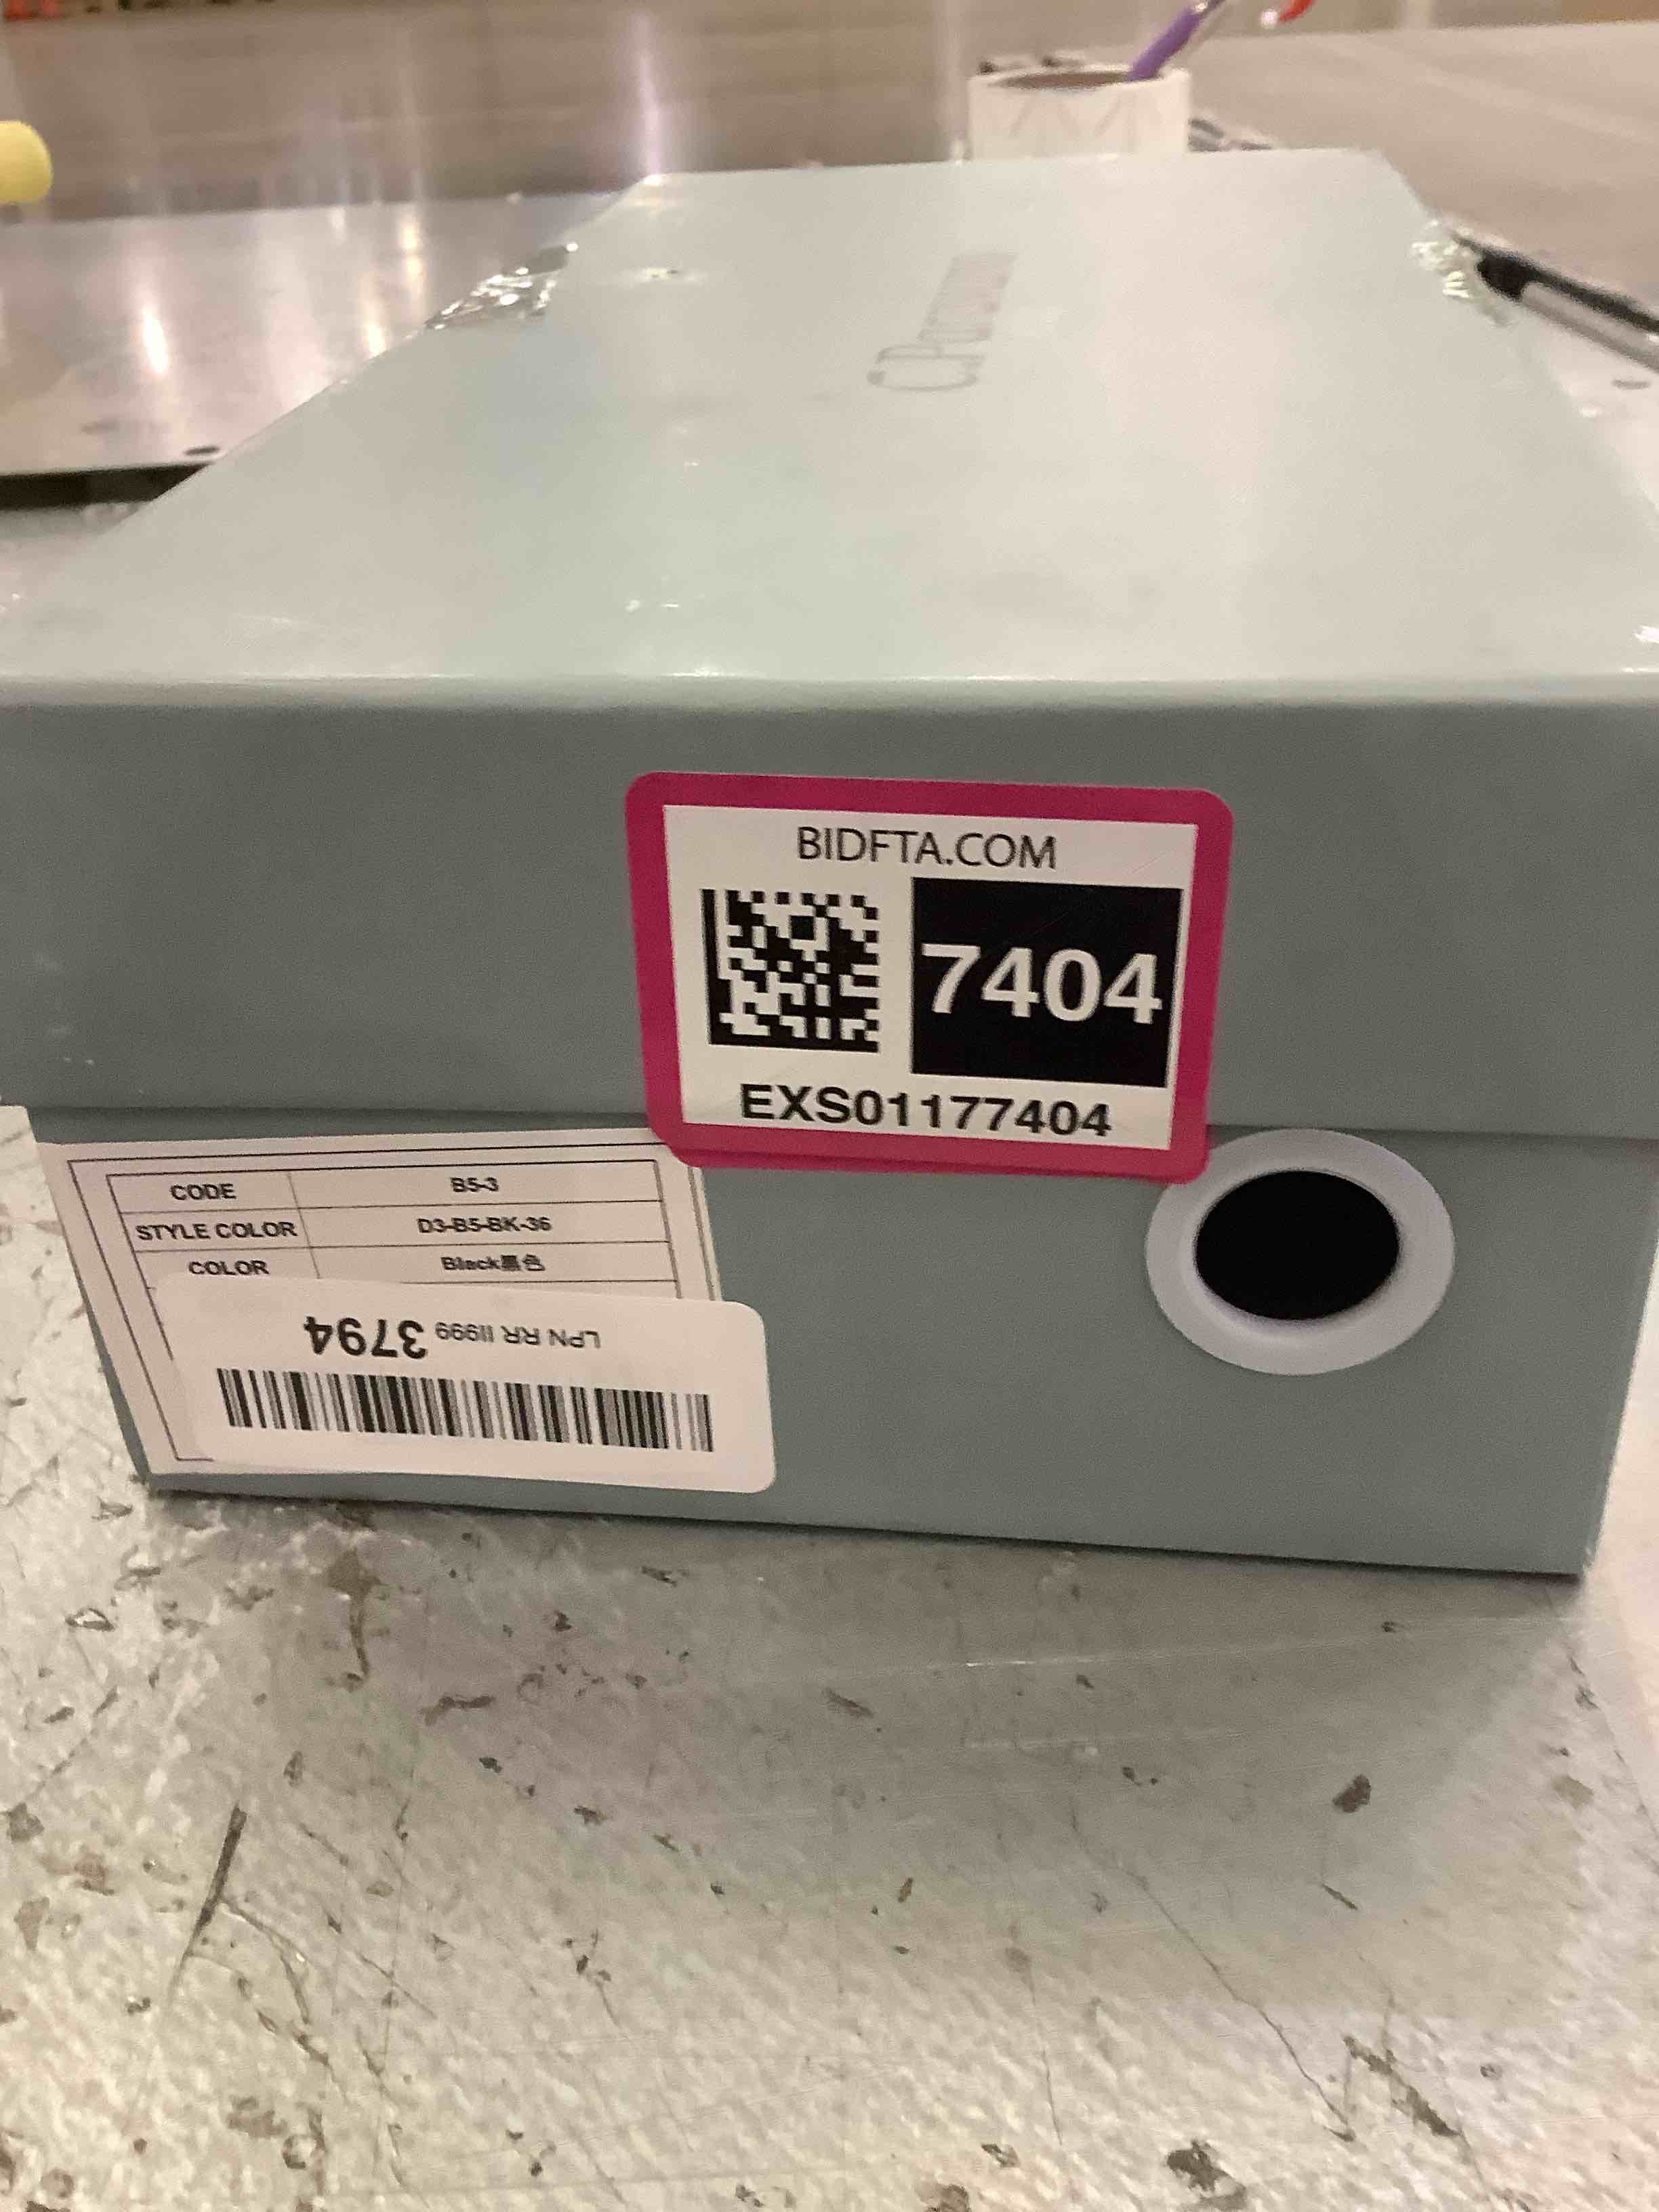 BIDFTA.COM
7404
EXS01177404
CODE B5-3
STYLE COLOR D3-B5-BK-36
COLOR Black黑色
LPN RR II999 3794